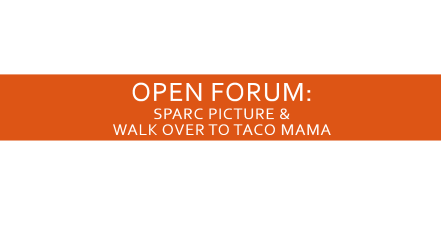 OPEN FORUM:
SPARC PICTURE &
WALK OVER TO TACO MAMA